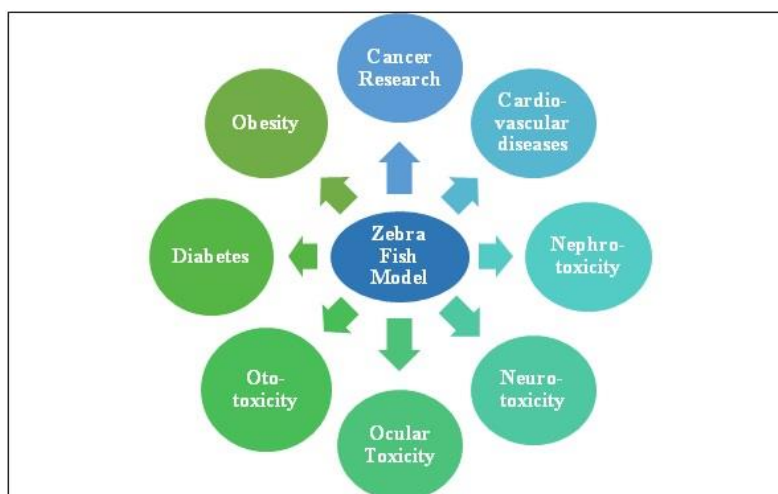 Cancer
Research
Cardio-
vascular
diseases
Nephro-
toxicity
Neuro-
toxicity
Ocular
Toxicity
Oto-
toxicity
Diabetes
Obesity
Zebra
Fish
Model